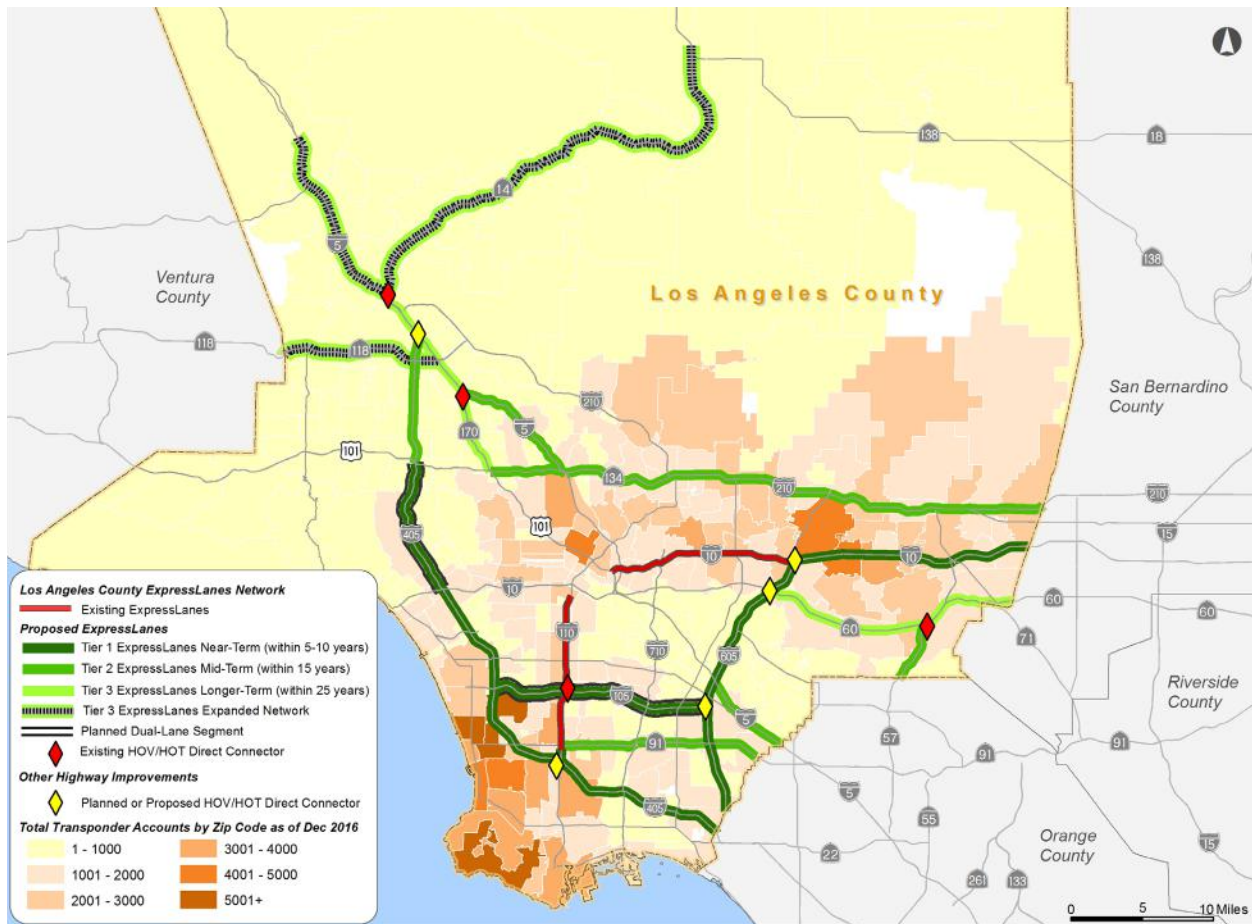 138
18
14
5
Ventura
County
138
Los Angeles County
118
118
San Bernardino
County
210
170
5
101
134
210
210
101
405
15
10
10
10
60
60
110
60
710
605
71
Riverside
County
105
5
91
57
91
91
405
5
55
22
Orange
County
15
261
133
Los Angeles County ExpressLanes Network
Existing ExpressLanes
Proposed ExpressLanes
Tier 1 ExpressLanes Near-Term (within 5-10 years)
Tier 2 ExpressLanes Mid-Term (within 15 years)
Tier 3 ExpressLanes Longer-Term (within 25 years)
Tier 3 ExpressLanes Expanded Network
Planned Dual-Lane Segment
Existing HOV/HOT Direct Connector
Other Highway Improvements
Planned or Proposed HOV/HOT Direct Connector
Total Transponder Accounts by Zip Code as of Dec 2016
1 - 1000
3001 - 4000
1001 - 2000
4001 - 5000
2001 - 3000
5001+
0 5 10 Miles